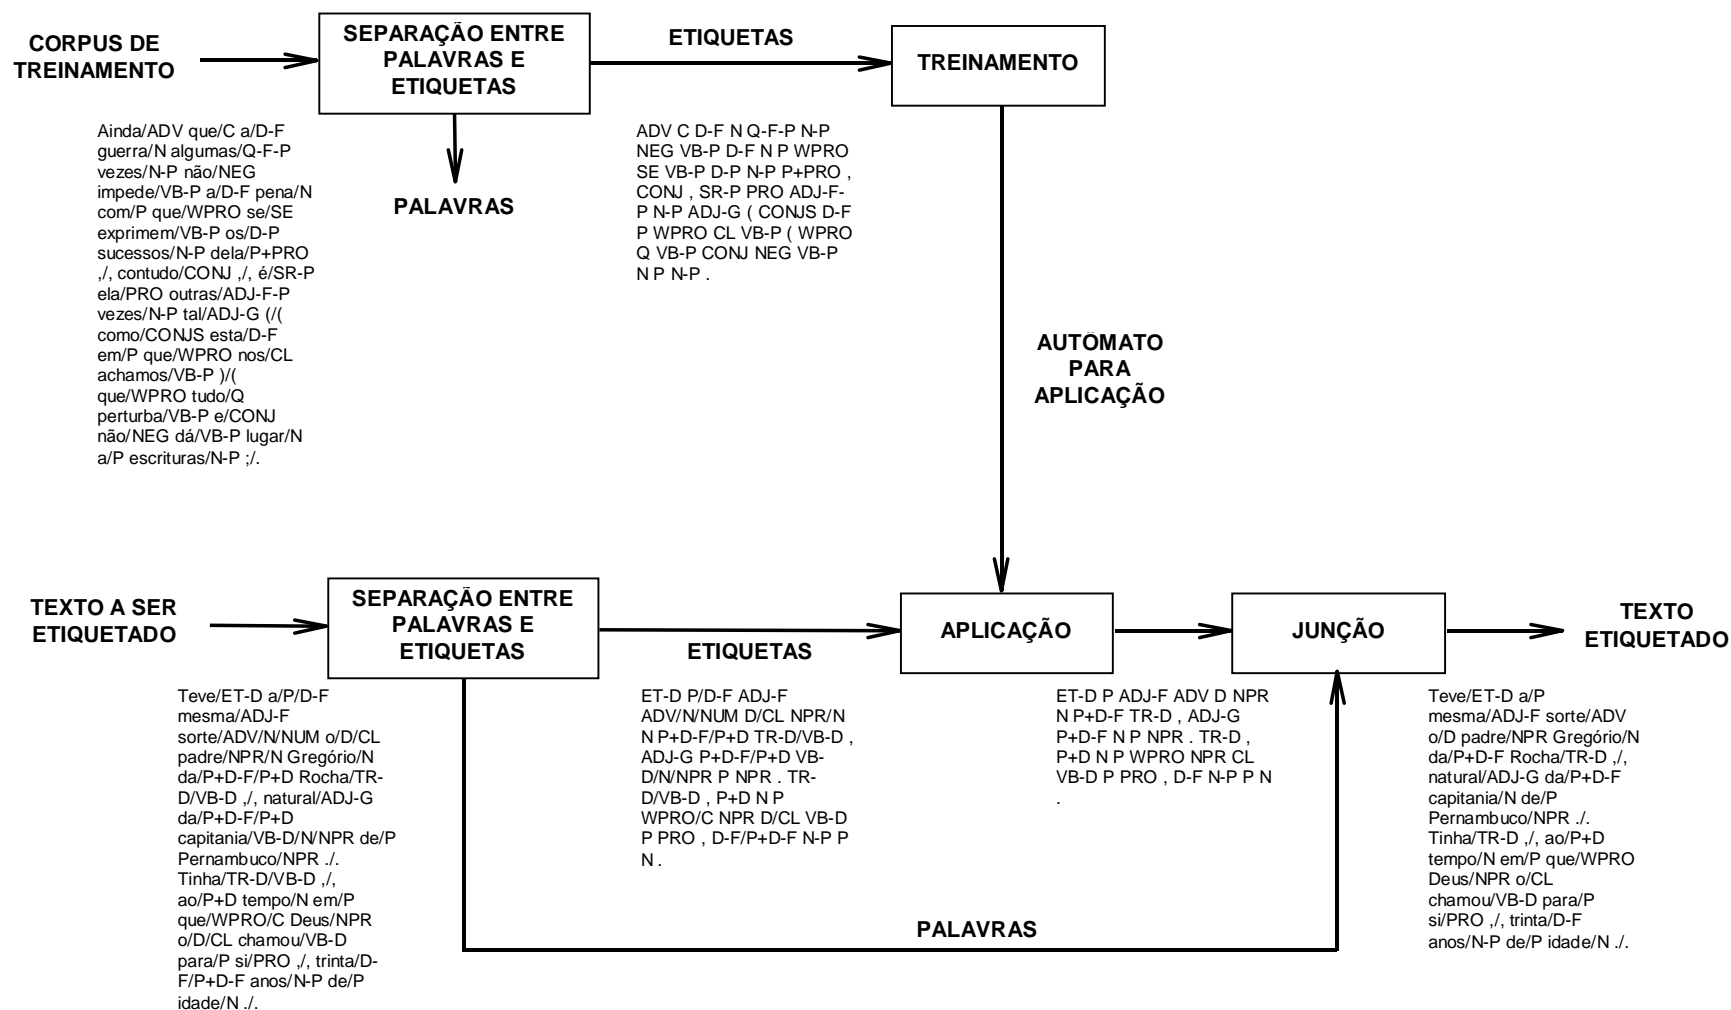 CORPUS DE
TREINAMENTO
SEPARAÇÃO ENTRE
PALAVRAS E
ETIQUETAS
ETIQUETAS
TREINAMENTO
Ainda/ADV que/C a/D-F
guerra/N algumas/Q-F-P
vezes/N-P não/NEG
impede/VB-P a/D-F pena/N
com/P que/WPRO se/SE
exprimem/VB-P os/D-P
sucessos/N-P dela/P+PRO
,/, contudo/CONJ ,/, é/SR-P
ela/PRO outras/ADJ-F-P
vezes/N-P tal/ADJ-G (/(
como/CONJS esta/D-F
em/P que/WPRO nos/CL
achamos/VB-P )/(
que/WPRO tudo/Q
perturba/VB-P e/CONJ
não/NEG dá/VB-P lugar/N
a/P escrituras/N-P ;/.
PALAVRAS
ADV C D-F N Q-F-P N-P
NEG VB-P D-F N P WPRO
SE VB-P D-P N-P P+PRO ,
CONJ , SR-P PRO ADJ-F-
P N-P ADJ-G ( CONJS D-F
P WPRO CL VB-P ( WPRO
Q VB-P CONJ NEG VB-P
N P N-P .
AUTÔMATO
PARA
APLICAÇÃO
TEXTO A SER
ETIQUETADO
SEPARAÇÃO ENTRE
PALAVRAS E
ETIQUETAS
ETIQUETAS
APLICAÇÃO
JUNÇÃO
TEXTO
ETIQUETADO
Teve/ET-D a/P/D-F
mesma/ADJ-F
sorte/ADV/N/NUM o/D/CL
padre/NPR/N Gregório/N
da/P+D-F/P+D Rocha/TR-
D/VB-D ,/, natural/ADJ-G
da/P+D-F/P+D
capitania/VB-D/N/NPR de/P
Pernambuco/NPR ./.
Tinha/TR-D/VB-D ,/,
ao/P+D tempo/N em/P
que/WPRO/C Deus/NPR
o/D/CL chamou/VB-D
para/P si/PRO ,/, trinta/D-
F/P+D-F anos/N-P de/P
idade/N ./.
ET-D P/D-F ADJ-F
ADV/N/NUM D/CL NPR/N
N P+D-F/P+D TR-D/VB-D ,
ADJ-G P+D-F/P+D VB-
D/N/NPR P NPR . TR-
D/VB-D , P+D N P
WPRO/C NPR D/CL VB-D
P PRO , D-F/P+D-F N-P P
N .
ET-D P ADJ-F ADV D NPR
N P+D-F TR-D , ADJ-G
P+D-F N P NPR . TR-D ,
P+D N P WPRO NPR CL
VB-D P PRO , D-F N-P P N
.
Teve/ET-D a/P
mesma/ADJ-F sorte/ADV
o/D padre/NPR Gregório/N
da/P+D-F Rocha/TR-D ,/,
natural/ADJ-G da/P+D-F
capitania/N de/P
Pernambuco/NPR ./.
Tinha/TR-D ,/, ao/P+D
tempo/N em/P que/WPRO
Deus/NPR o/CL
chamou/VB-D para/P
si/PRO ,/, trinta/D-F
anos/N-P de/P idade/N ./.
PALAVRAS